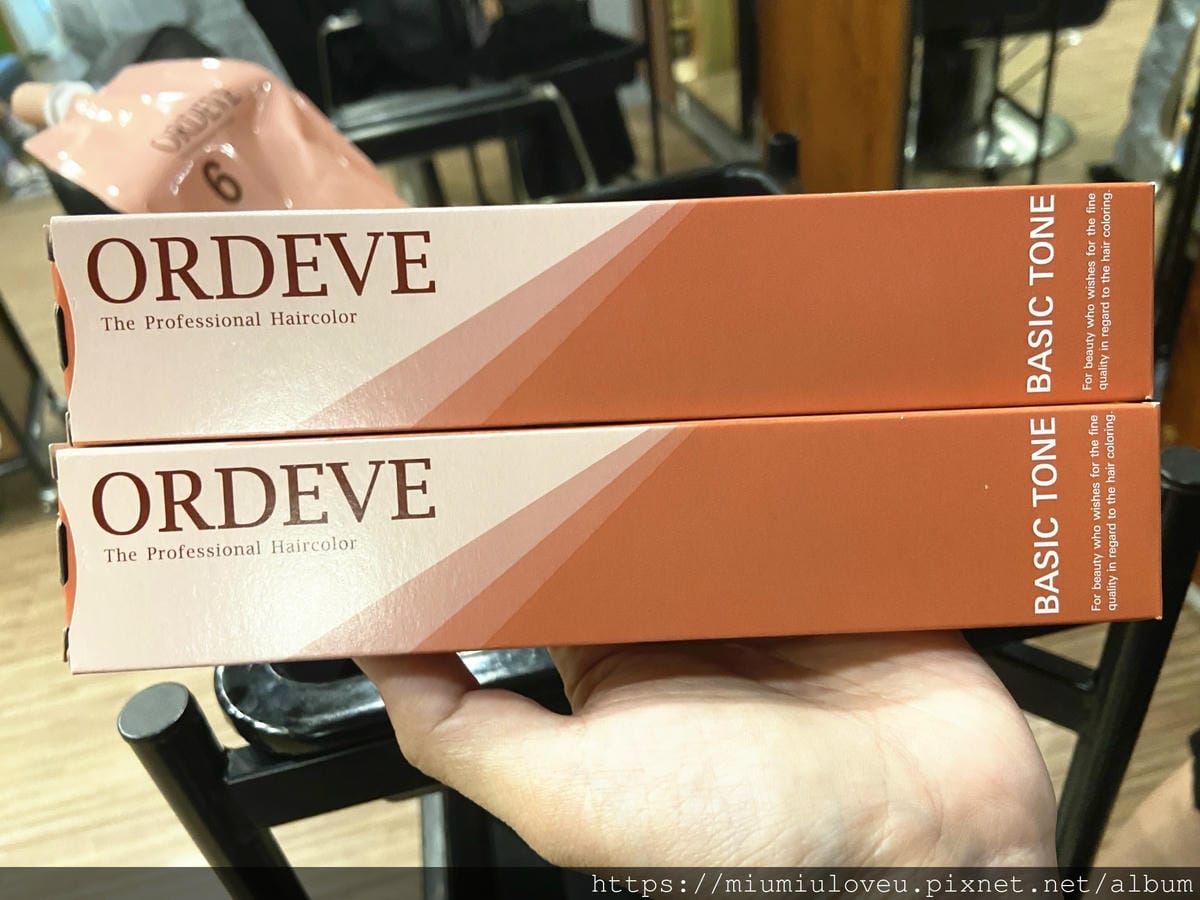 ORDEVE
6
ORDEVE
The Professional Haircolor
BASIC TONE
For beauty who wishes for the fine
quality in regard to the hair coloring.
ORDEVE
The Professional Haircolor
BASIC TONE
For beauty who wishes for the fine
quality in regard to the hair coloring.
https://miumiuloveu.pixnet.net/album